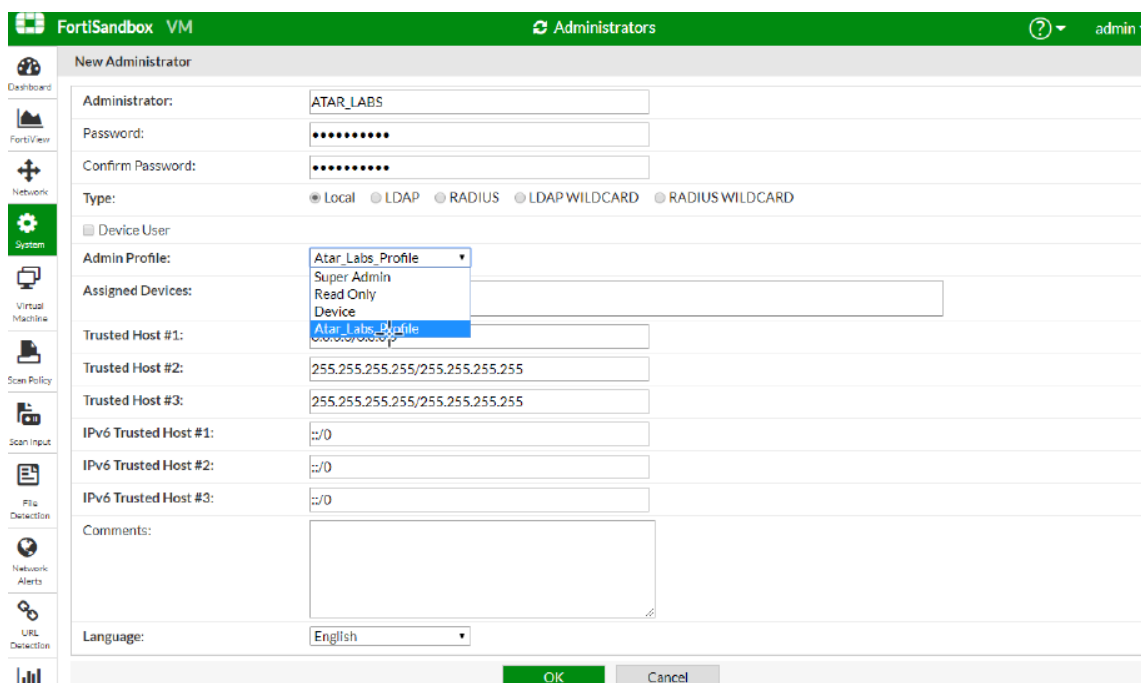 FortiSandbox VM
Administrators
admin
New Administrator
Dashboard
FortiView
Network
System
Virtual
Machine
Scan Policy
Scan Input
File
Detection
Network
Alerts
URL
Detection
Administrator: ATAR_LABS
Password: ••••••••••
Confirm Password: ••••••••••
Type: Local LDAP RADIUS LDAP WILDCARD RADIUS WILDCARD
Device User
Admin Profile: Atar_Labs_Profile
Super Admin
Read Only
Device
Atar_Labs_Profile
Assigned Devices:
Trusted Host #1:
Trusted Host #2: 255.255.255.255/255.255.255.255
Trusted Host #3: 255.255.255.255/255.255.255.255
IPv6 Trusted Host #1: ::/0
IPv6 Trusted Host #2: ::/0
IPv6 Trusted Host #3: ::/0
Comments:
Language: English
OK Cancel